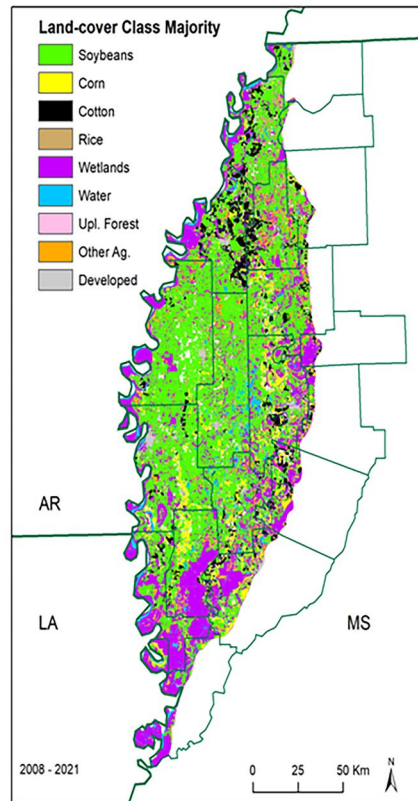 Land-cover Class Majority
Soybeans
Corn
Cotton
Rice
Wetlands
Water
Upl. Forest
Other Ag.
Developed
AR
LA
MS
2008 - 2021
0 25 50 Km
N